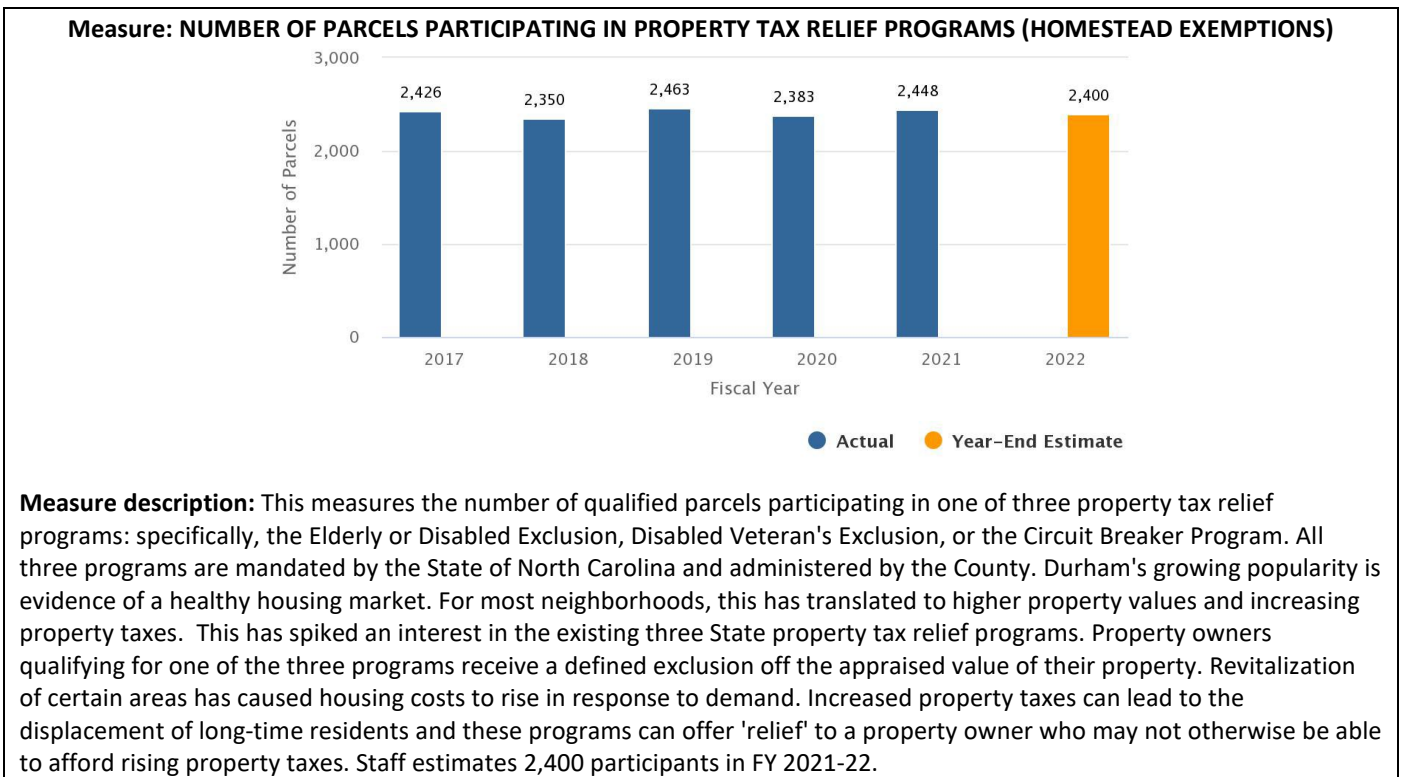 Measure: NUMBER OF PARCELS PARTICIPATING IN PROPERTY TAX RELIEF PROGRAMS (HOMESTEAD EXEMPTIONS)
3,000
2,426
2,350
2,463
2,383
2,448
2,400
2,000
1,000
0
Number of Parcels
2017
2018
2019
2020
2021
2022
Fiscal Year
Actual
Year-End Estimate
Measure description: This measures the number of qualified parcels participating in one of three property tax relief
programs: specifically, the Elderly or Disabled Exclusion, Disabled Veteran's Exclusion, or the Circuit Breaker Program. All
three programs are mandated by the State of North Carolina and administered by the County. Durham's growing popularity is
evidence of a healthy housing market. For most neighborhoods, this has translated to higher property values and increasing
property taxes. This has spiked an interest in the existing three State property tax relief programs. Property owners
qualifying for one of the three programs receive a defined exclusion off the appraised value of their property. Revitalization
of certain areas has caused housing costs to rise in response to demand. Increased property taxes can lead to the
displacement of long-time residents and these programs can offer 'relief' to a property owner who may not otherwise be able
to afford rising property taxes. Staff estimates 2,400 participants in FY 2021-22.